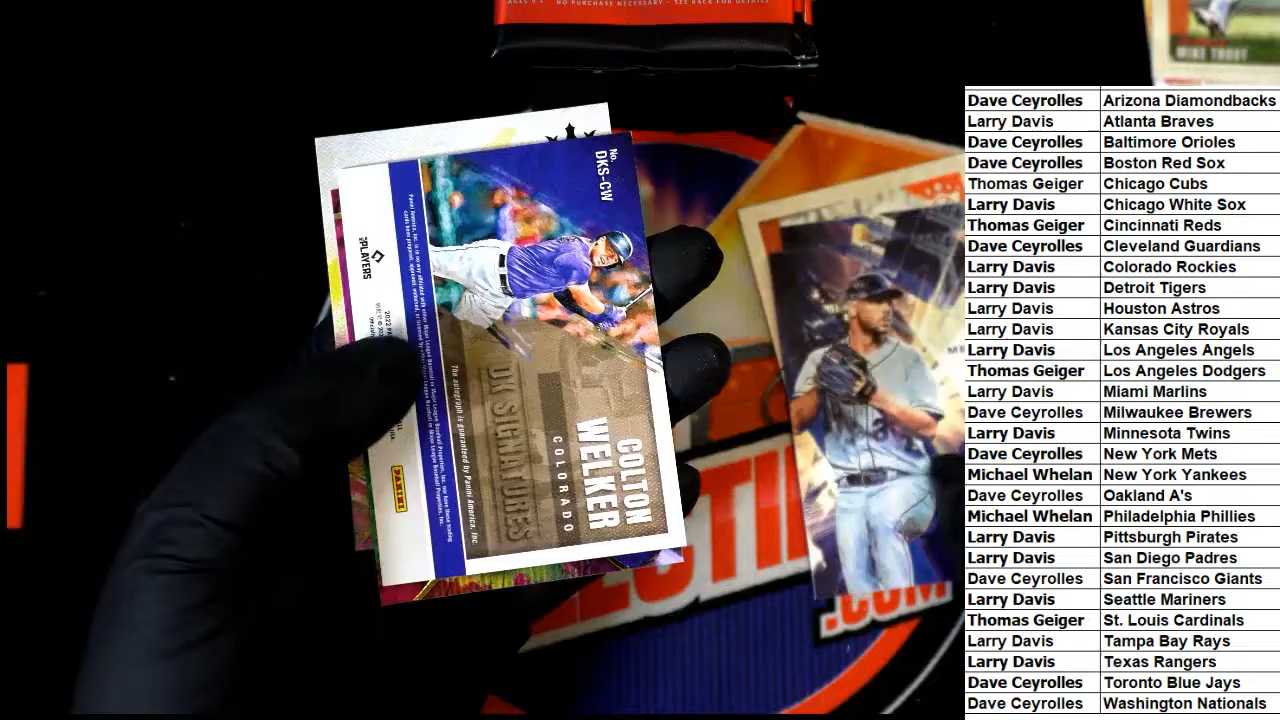 AGES 9+ NO PURCHASE NECESSARY - SEE BACK FOR DETAILS
MIKE TROUT
No.
DKS-CW
COLTON
WELKER
COLORADO
DK SIGNATURES
The autograph is guaranteed by Panini America, Inc.
PLAYERS
PANINI
.COM
Dave Ceyrolles Arizona Diamondbacks
Larry Davis Atlanta Braves
Dave Ceyrolles Baltimore Orioles
Dave Ceyrolles Boston Red Sox
Thomas Geiger Chicago Cubs
Larry Davis Chicago White Sox
Thomas Geiger Cincinnati Reds
Dave Ceyrolles Cleveland Guardians
Larry Davis Colorado Rockies
Larry Davis Detroit Tigers
Larry Davis Houston Astros
Larry Davis Kansas City Royals
Larry Davis Los Angeles Angels
Thomas Geiger Los Angeles Dodgers
Larry Davis Miami Marlins
Dave Ceyrolles Milwaukee Brewers
Larry Davis Minnesota Twins
Dave Ceyrolles New York Mets
Michael Whelan New York Yankees
Dave Ceyrolles Oakland A's
Michael Whelan Philadelphia Phillies
Larry Davis Pittsburgh Pirates
Larry Davis San Diego Padres
Dave Ceyrolles San Francisco Giants
Larry Davis Seattle Mariners
Thomas Geiger St. Louis Cardinals
Larry Davis Tampa Bay Rays
Larry Davis Texas Rangers
Dave Ceyrolles Toronto Blue Jays
Dave Ceyrolles Washington Nationals